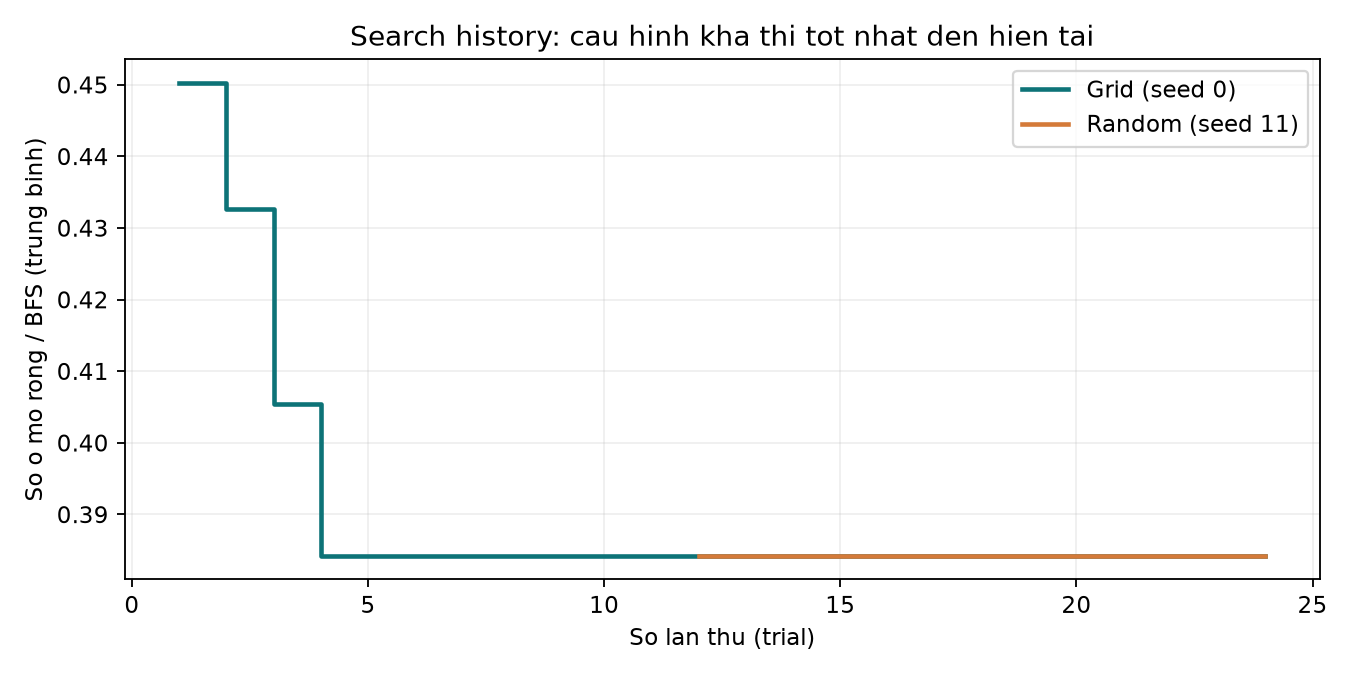 Search history: cau hinh kha thi tot nhat den hien tai
Grid (seed 0)
Random (seed 11)
So o mo rong / BFS (trung binh)
0.45
0.44
0.43
0.42
0.41
0.40
0.39
0
5
10
15
20
25
So lan thu (trial)